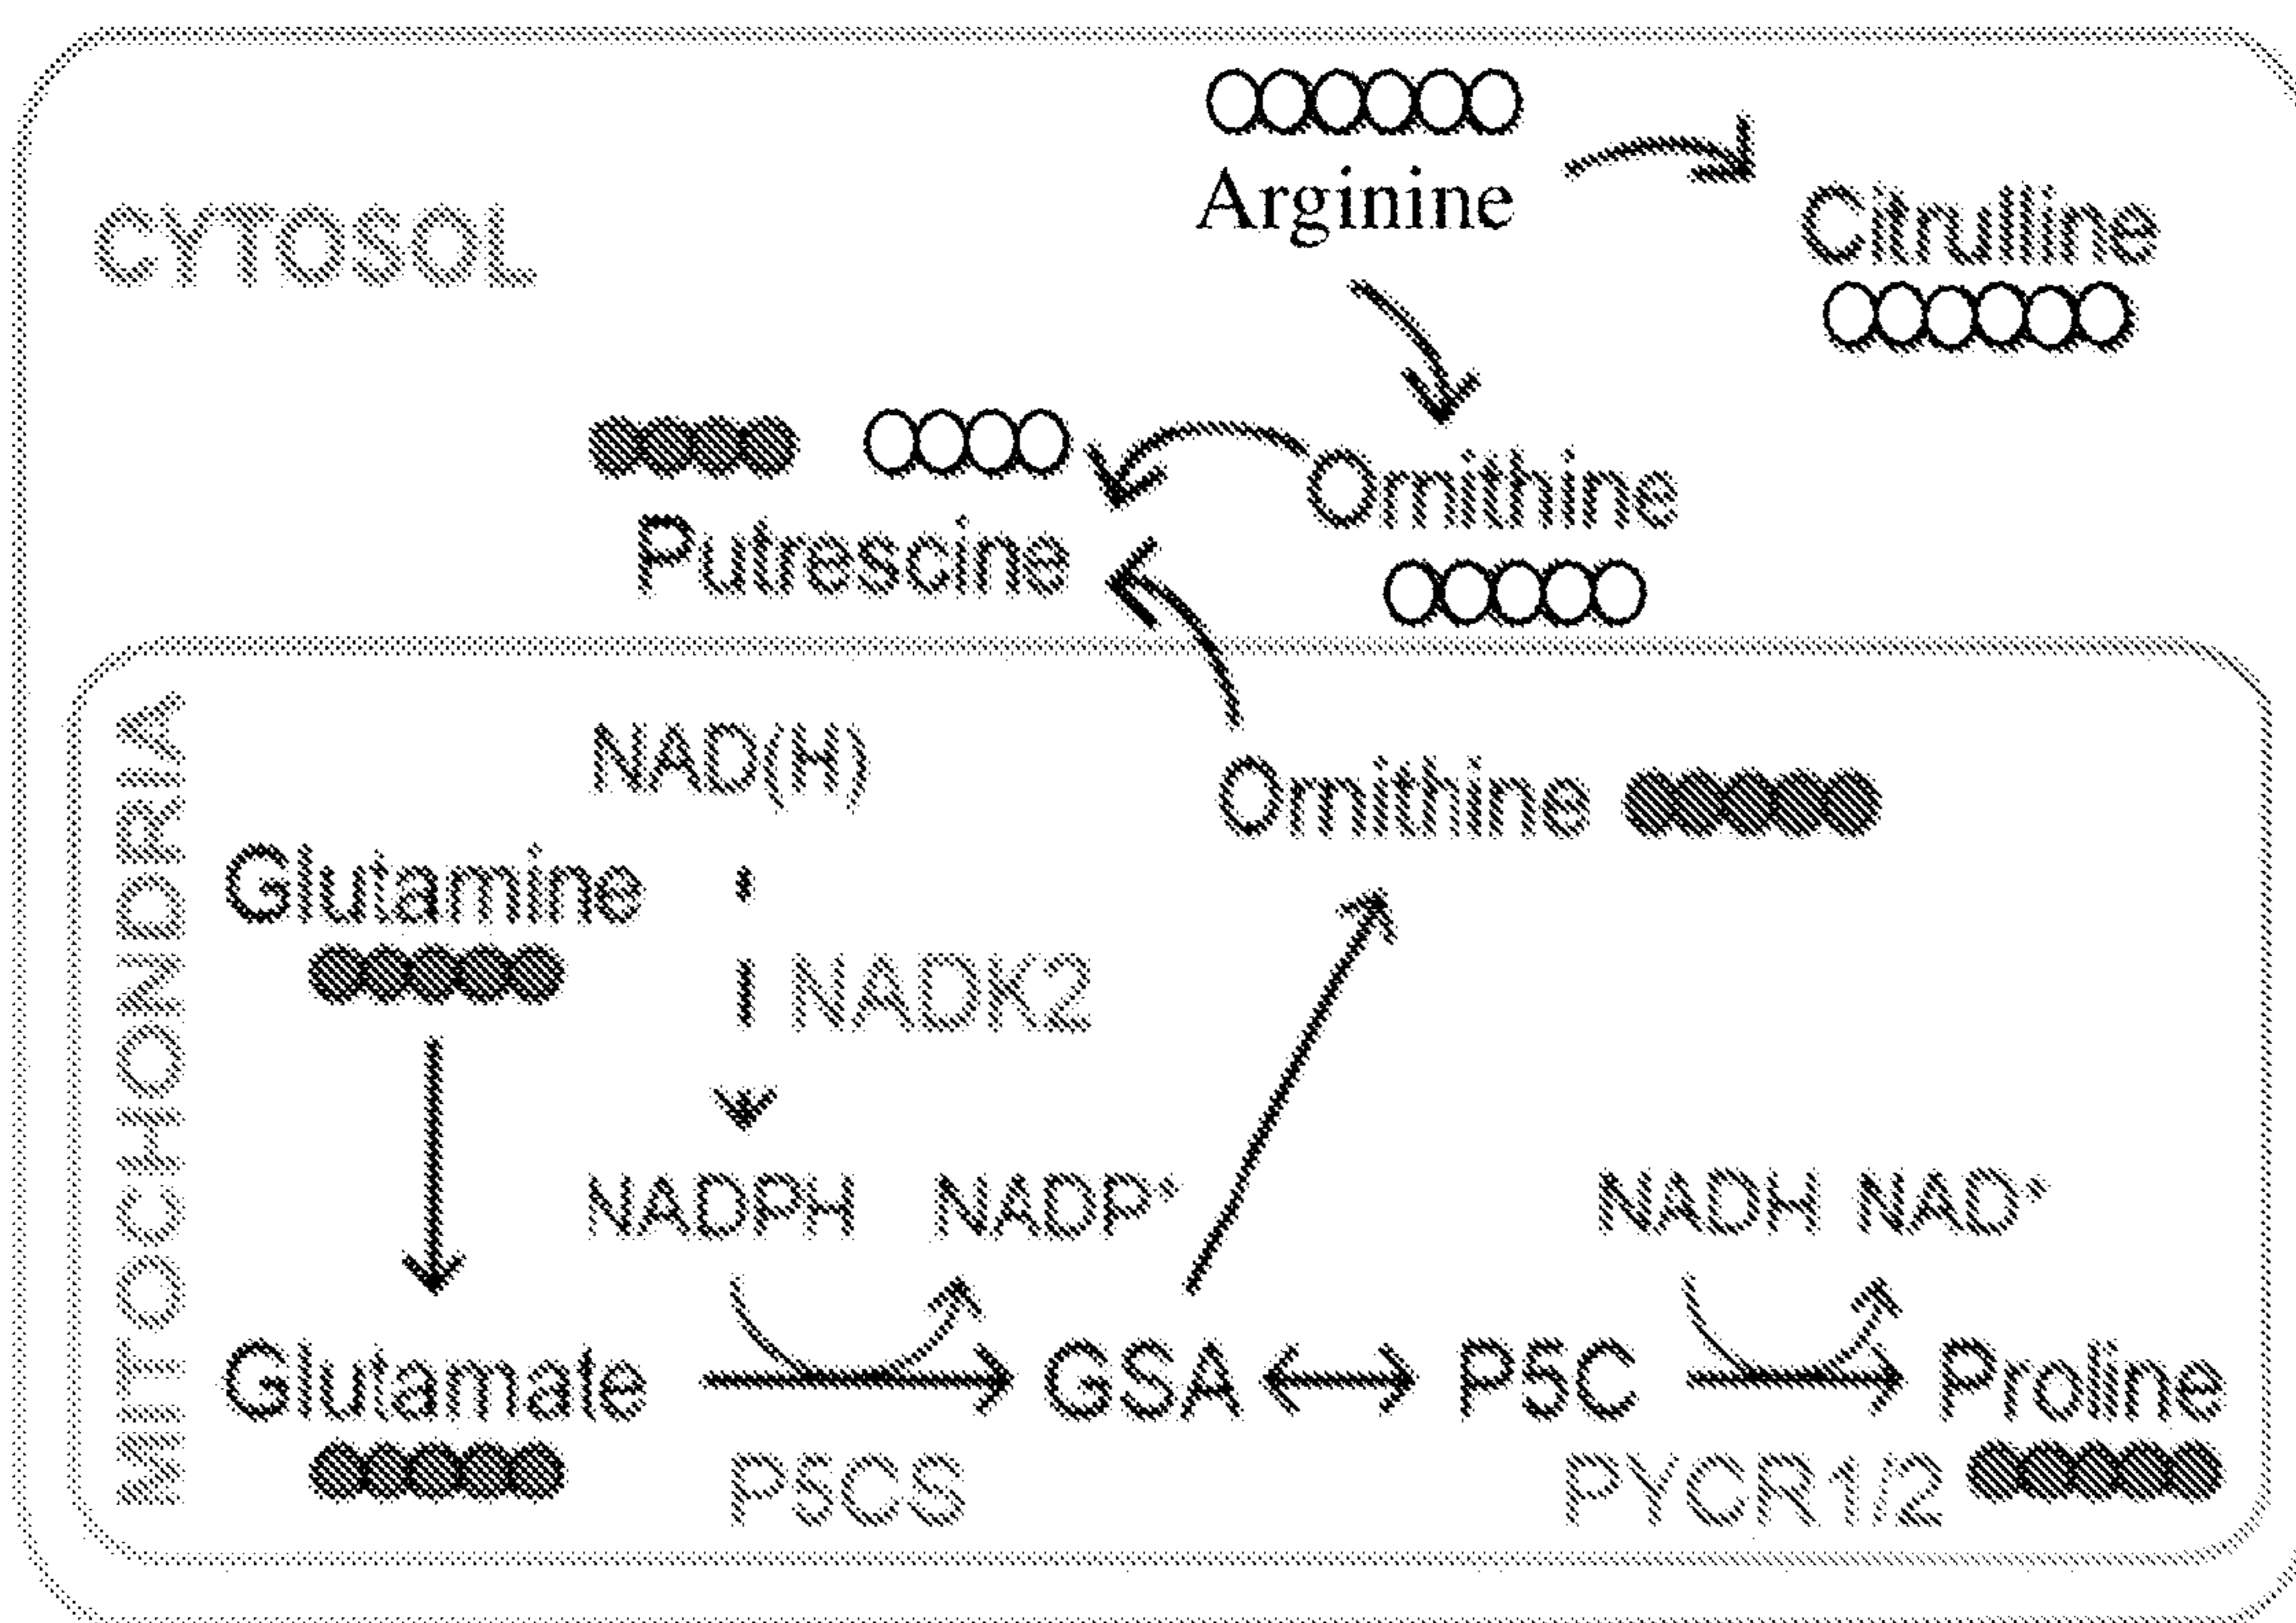 Arginine
CYTOSOL
Citrulline
Ornithine
Putrescine
MITOCHONDRIA
NAD(H)
Ornithine
Glutamine
NADK2
NADPH NADP+
NADH NAD+
Glutamate
GSA
P5C
Proline
P5CS
PYCR1/2